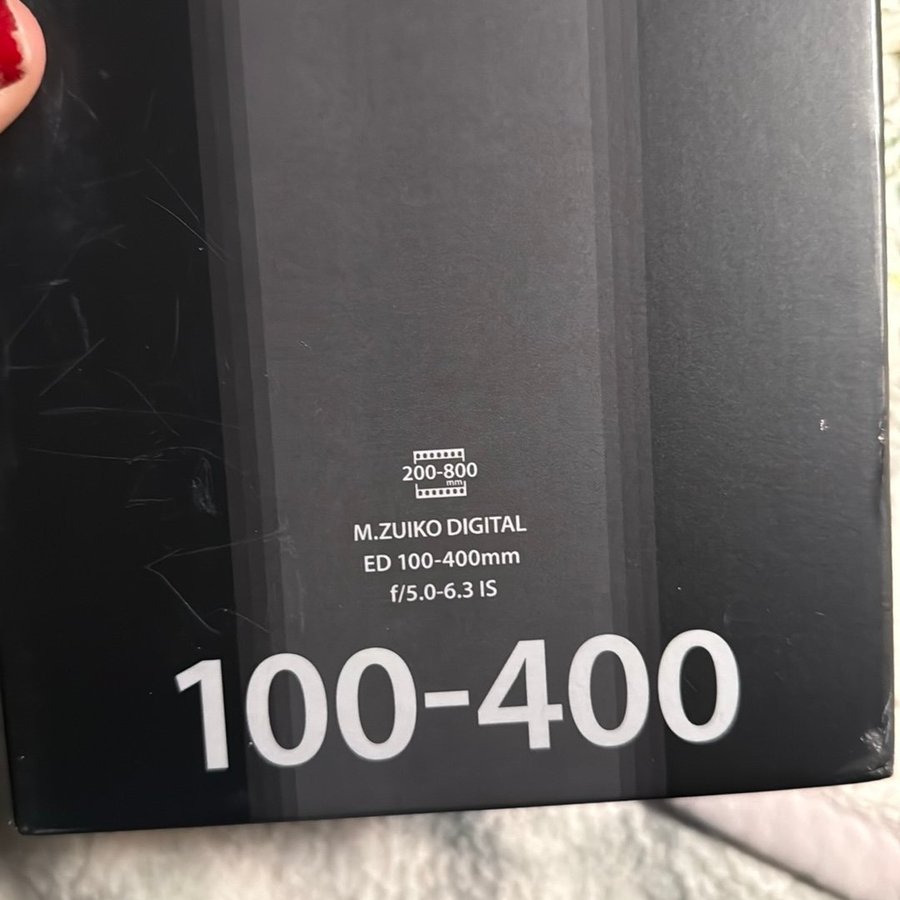 200-800
mm
M.ZUIKO DIGITAL
ED 100-400mm
f/5.0-6.3 IS
100-400